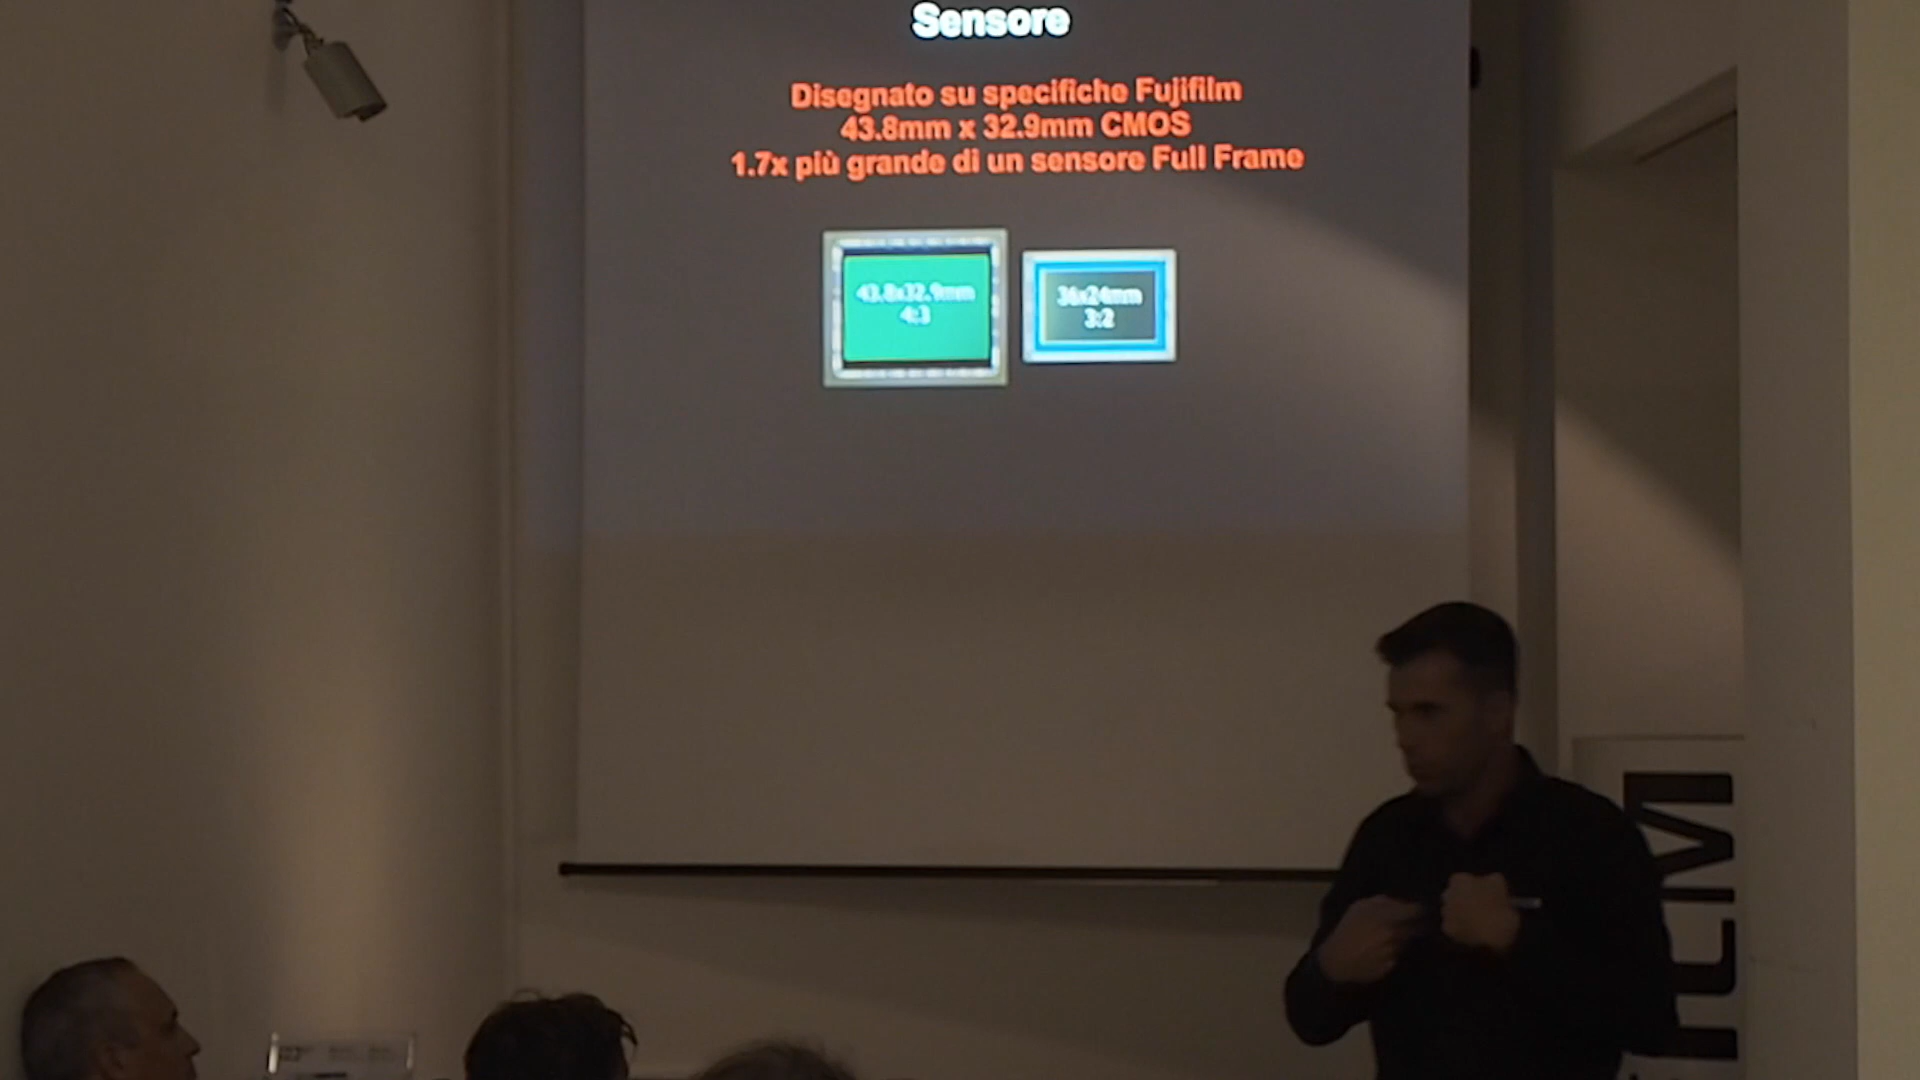 Sensore
Disegnato su specifiche Fujifilm
43.8mm x 32.9mm CMOS
1.7x più grande di un sensore Full Frame
43.8x32.9mm
4:3
36x24mm
3:2
ILM